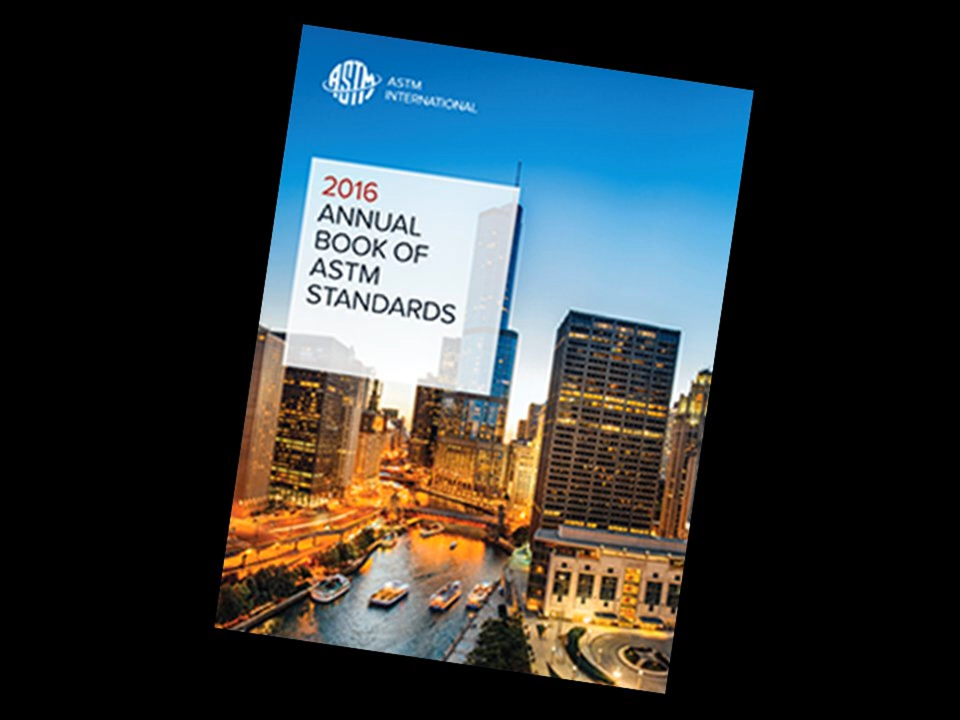 ASTM
ASTM
INTERNATIONAL
2016
ANNUAL
BOOK OF
ASTM
STANDARDS